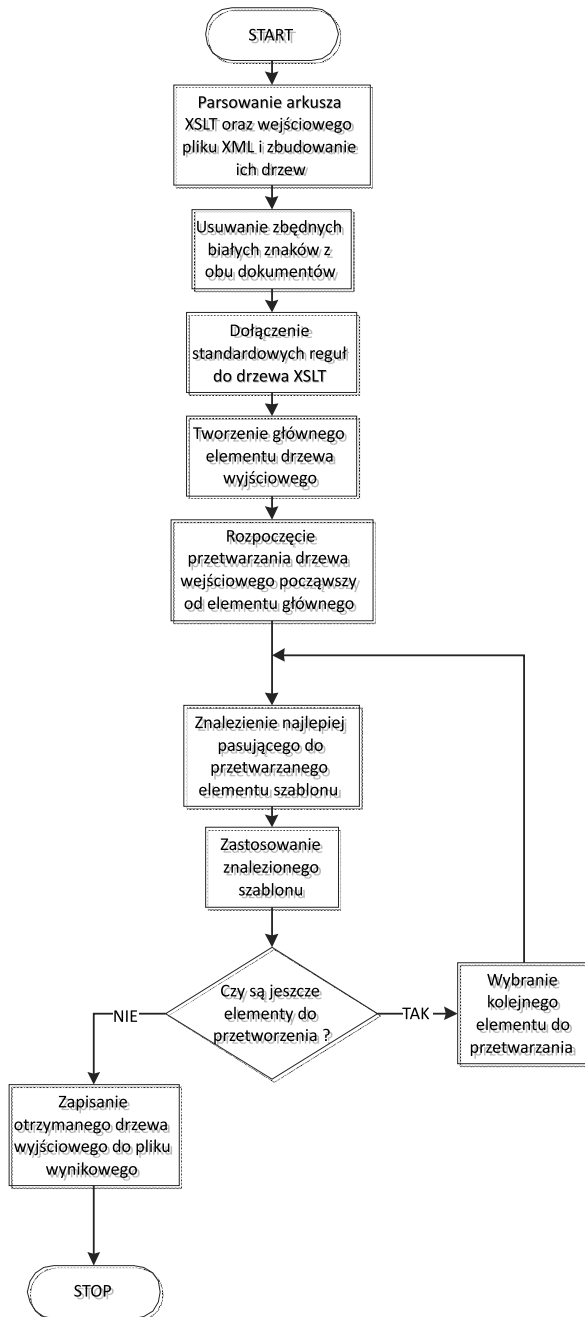 START
Parsowanie arkusza
XSLT oraz wejściowego
pliku XML i zbudowanie
ich drzew
Usuwanie zbędnych
białych znaków z
obu dokumentów
Dołączenie
standardowych reguł
do drzewa XSLT
Tworzenie głównego
elementu drzewa
wyjściowego
Rozpoczęcie
przetwarzania drzewa
wejściowego począwszy
od elementu głównego
Znalezienie najlepiej
pasującego do
przetwarzanego
elementu szablonu
Zastosowanie
znalezionego
szablonu
Czy są jeszcze
elementy do
przetworzenia ?
NIE
TAK
Wybranie
kolejnego
elementu do
przetwarzania
Zapisanie
otrzymanego drzewa
wyjściowego do pliku
wynikowego
STOP